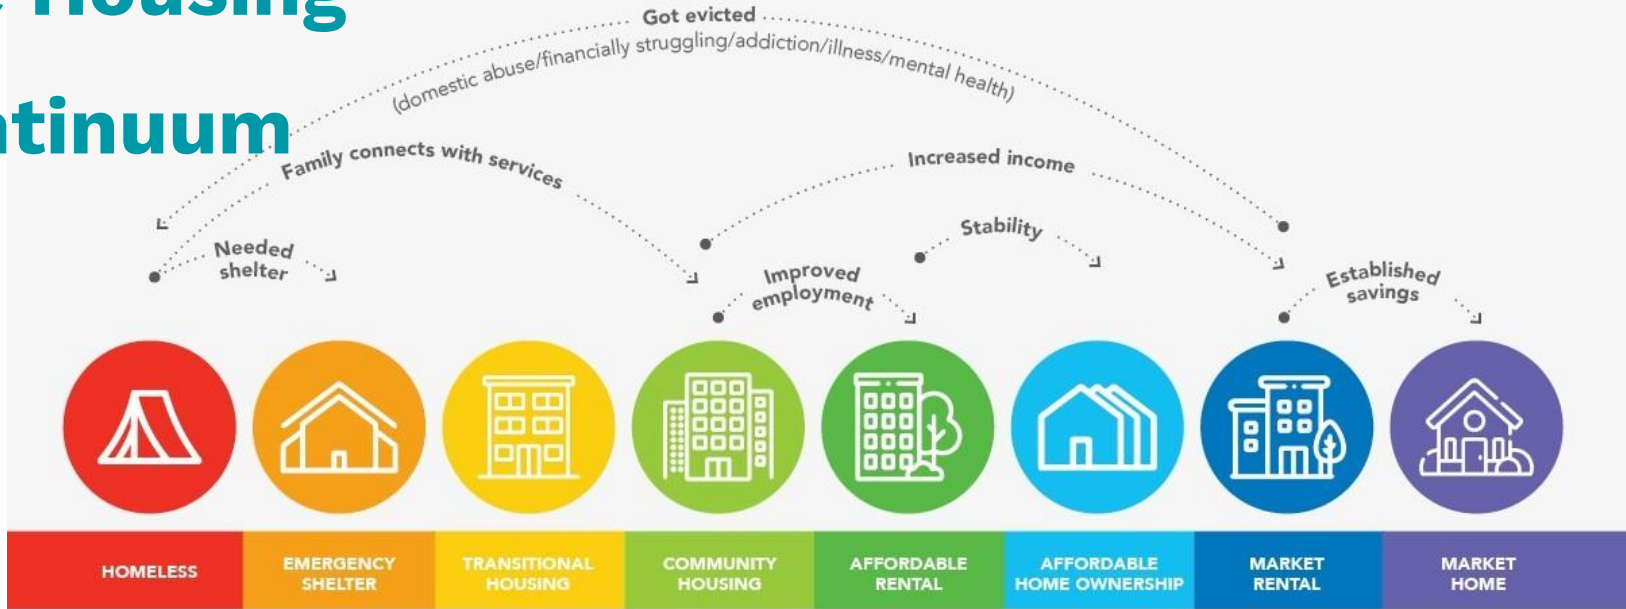 e Housing
ntinuum
Got evicted
(domestic abuse/financially struggling/addiction/illness/mental health)
Family connects with services
Increased income
Needed
shelter
Stability
Improved
employment
Established
savings
HOMELESS
EMERGENCY
SHELTER
TRANSITIONAL
HOUSING
COMMUNITY
HOUSING
AFFORDABLE
RENTAL
AFFORDABLE
HOME OWNERSHIP
MARKET
RENTAL
MARKET
HOME